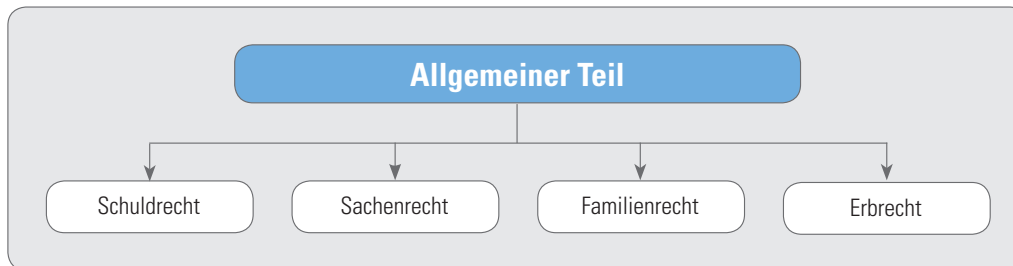 Allgemeiner Teil
Schuldrecht
Sachenrecht
Familienrecht
Erbrecht